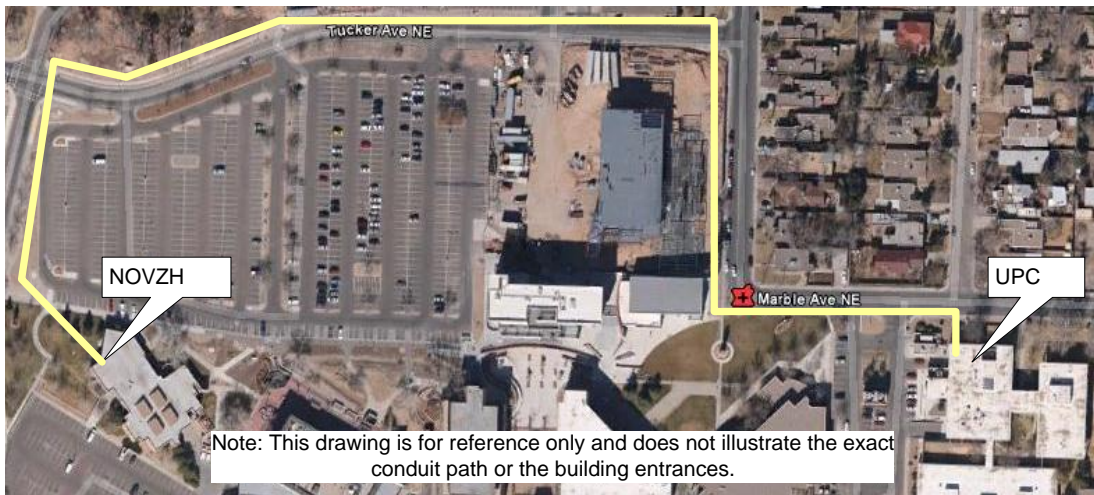 Tucker Ave NE
NOVZH
UPC
Marble Ave NE
Note: This drawing is for reference only and does not illustrate the exact
conduit path or the building entrances.